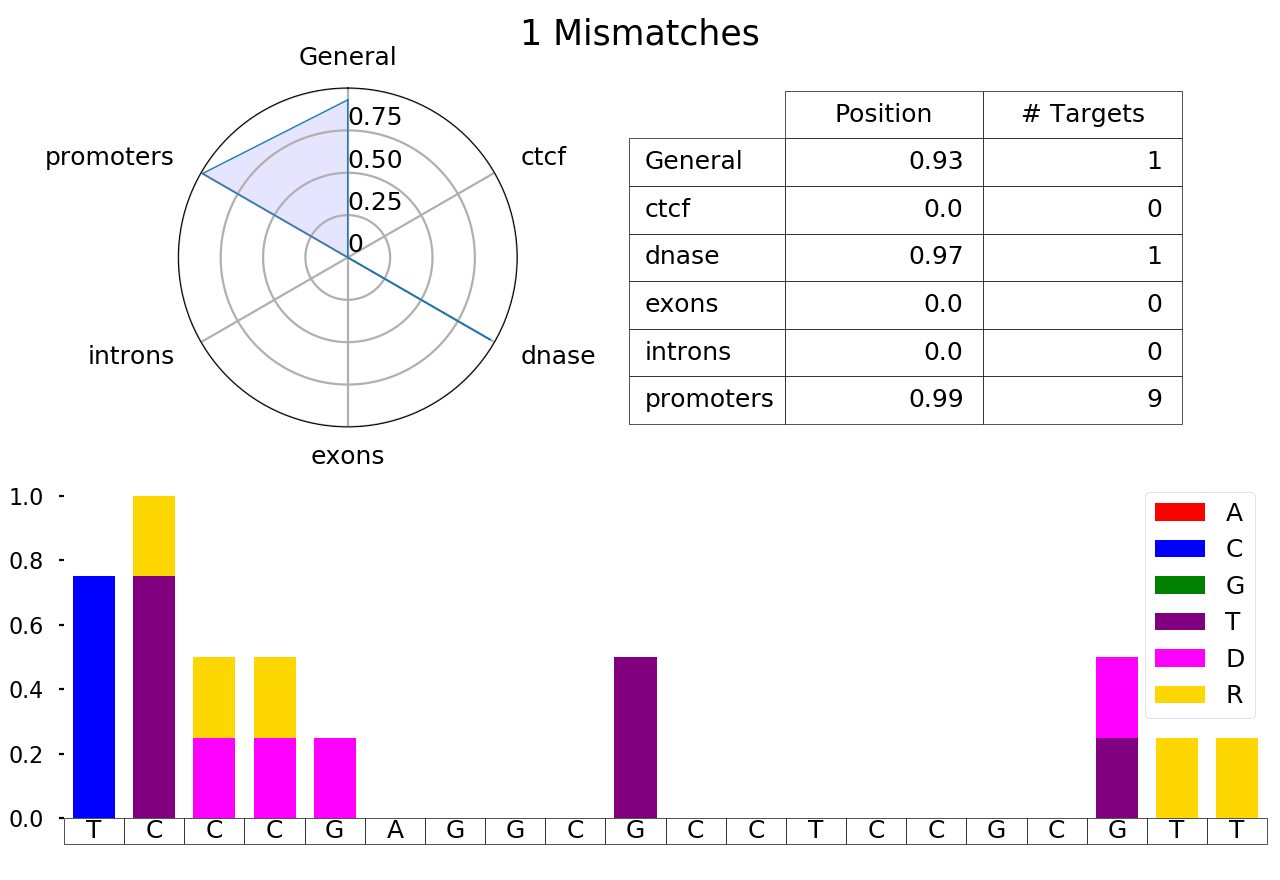 1 Mismatches
General
0.75
0.50
0.25
0
promoters
ctcf
introns
dnase
exons
Position # Targets
General 0.93 1
ctcf 0.0 0
dnase 0.97 1
exons 0.0 0
introns 0.0 0
promoters 0.99 9
1.0
0.8
0.6
0.4
0.2
0.0
A
C
G
T
D
R
T C C C G A G G C G C C T C C G C G T T